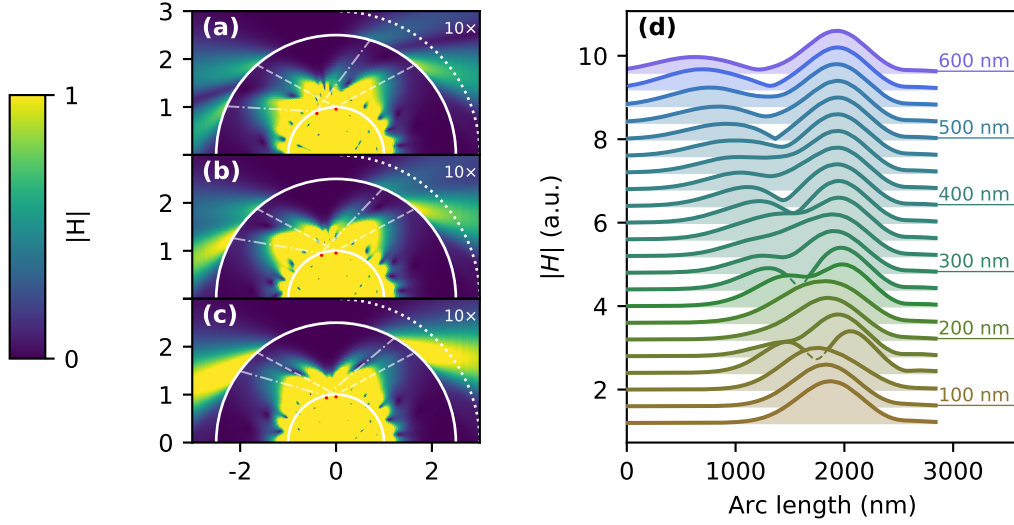 1
0
|H|
3
2
1
(a)
10×
2
1
(b)
10×
2
1
0
(c)
10×
-2
0
2
(d)
10
8
6
4
2
|H| (a.u.)
600 nm
500 nm
400 nm
300 nm
200 nm
100 nm
0
1000
2000
3000
Arc length (nm)